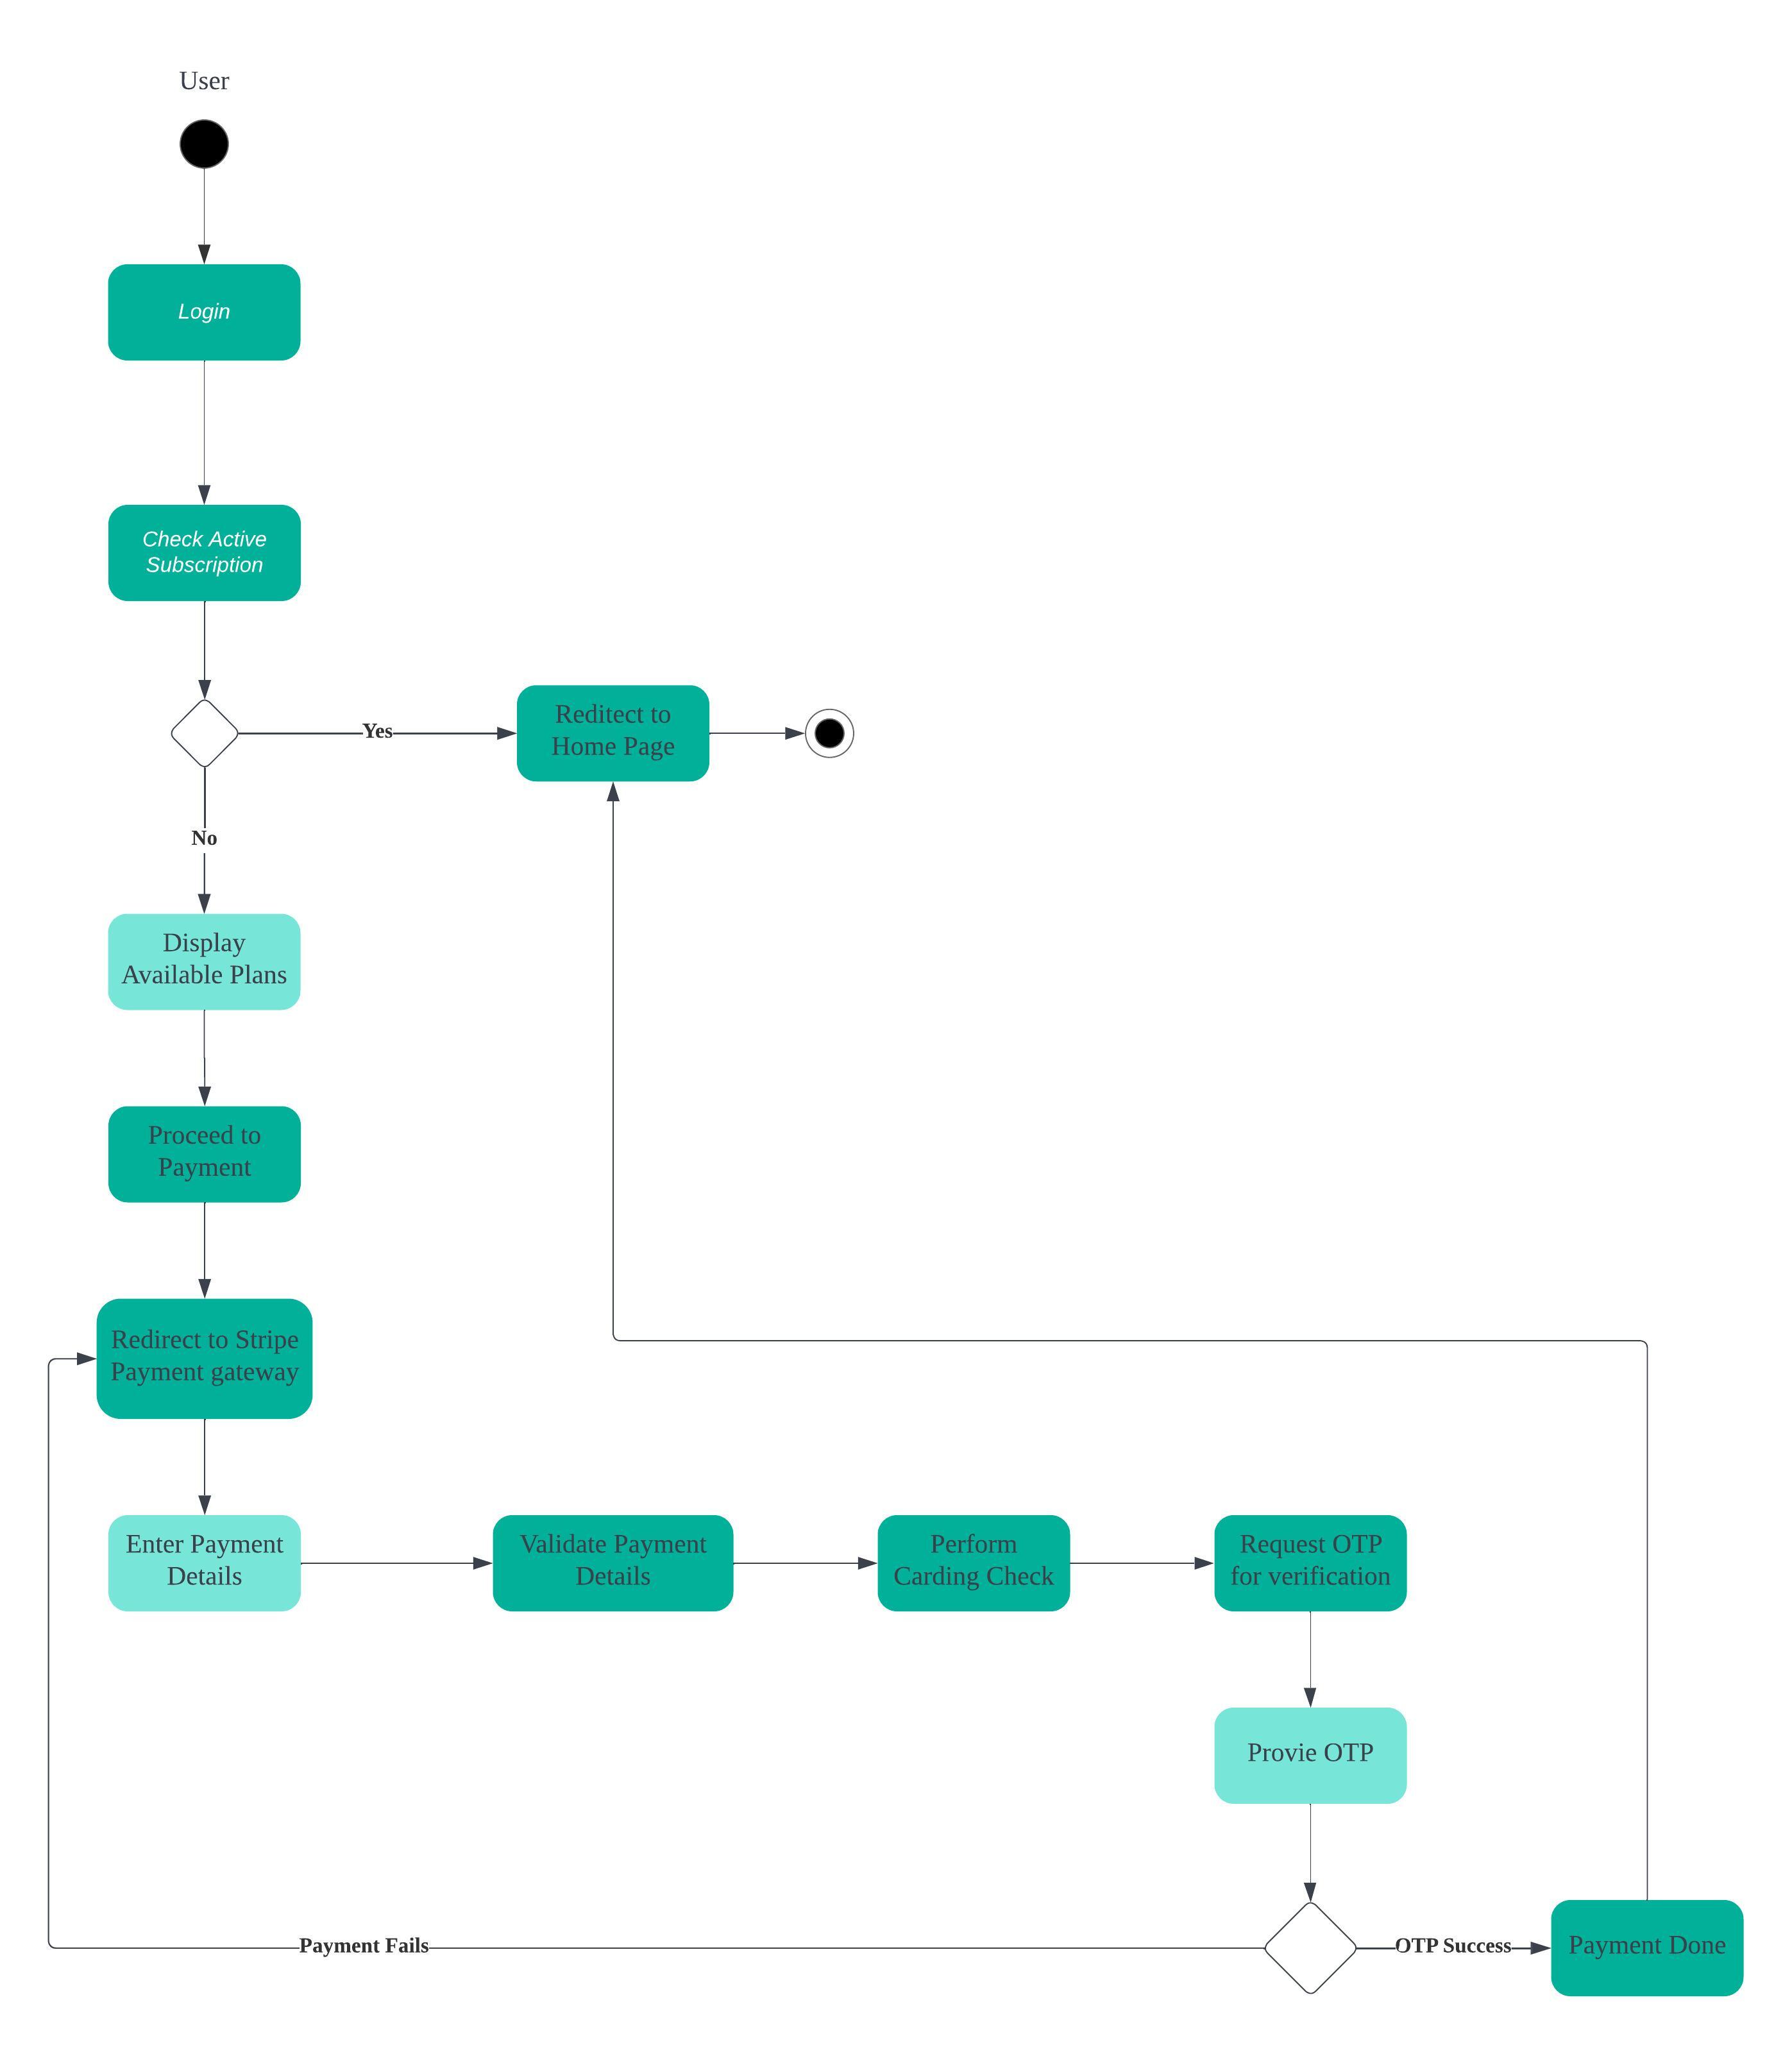 User
Login
Check Active
Subscription
Yes
Reditect to
Home Page
No
Display
Available Plans
Proceed to
Payment
Redirect to Stripe
Payment gateway
Enter Payment
Details
Validate Payment
Details
Perform
Carding Check
Request OTP
for verification
Provie OTP
Payment Fails
OTP Success
Payment Done